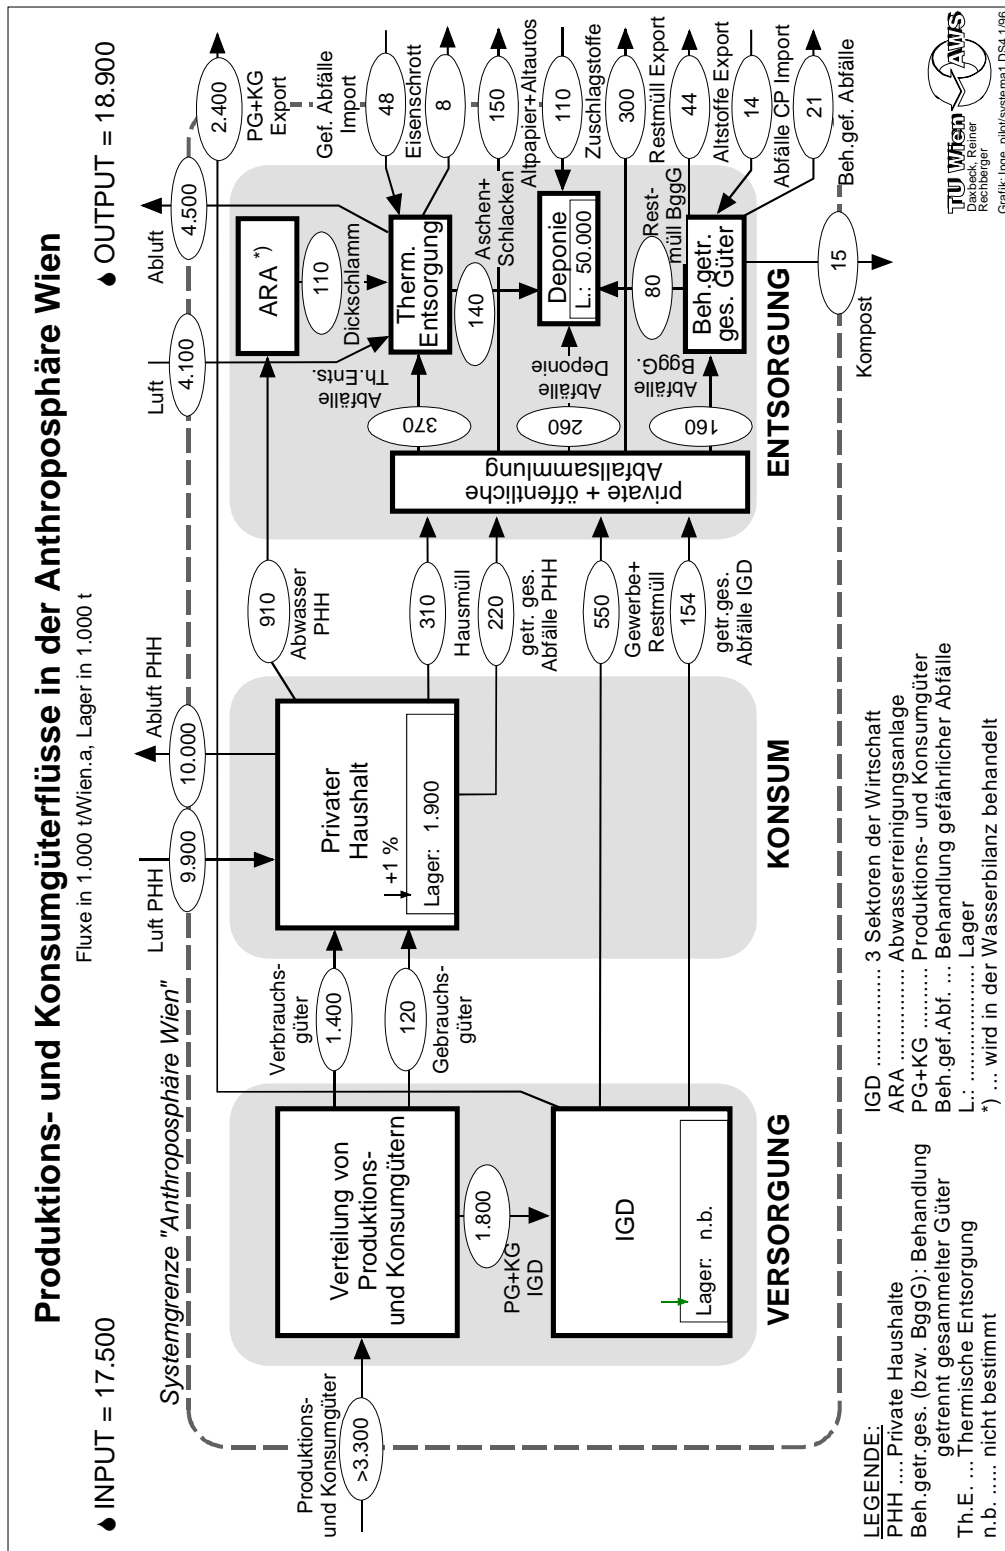 Produktions- und Konsumgüterflüsse in der Anthroposphäre Wien
Fluxe in 1.000 t/Wien.a, Lager in 1.000 t
INPUT = 17.500
OUTPUT = 18.900
Systemgrenze "Anthroposphäre Wien"
Produktions-
und Konsumgüter
>3.300
Verteilung von
Produktions-
und Konsumgütern
1.800
PG+KG
IGD
IGD
Lager: n.b.
VERSORGUNG
Verbrauchs-
güter
1.400
120
Gebrauchs-
güter
Luft PHH
9.900
10.000
Abluft PHH
Privater
Haushalt
+1 %
Lager: 1.900
KONSUM
910
Abwasser
PHH
310
Hausmüll
220
getr. ges.
Abfälle PHH
550
Gewerbe+
Restmüll
154
getr.ges.
Abfälle IGD
private + öffentliche
Abfallsammlung
Luft
4.100
Abluft
4.500
ARA *)
110
Dickschlamm
Abfälle
Th.Ents.
370
Therm.
Entsorgung
140
Aschen+
Schlacken
260
Abfälle
Deponie
Deponie
L.: 50.000
80
Rest-
müll BggG
160
Abfälle
BggG.
Beh.getr.
ges. Güter
ENTSORGUNG
2.400
PG+KG
Export
Gef. Abfälle
Import
48
Eisenschrott
8
150
Altpapier+Altautos
110
Zuschlagstoffe
300
Restmüll Export
44
Altstoffe Export
14
Abfälle CP Import
21
Beh.gef. Abfälle
15
Kompost
LEGENDE:
PHH .... Private Haushalte
Beh.getr.ges. (bzw. BggG): Behandlung
getrennt gesammelter Güter
Th.E. ... Thermische Entsorgung
n.b. ..... nicht bestimmt
IGD ................. 3 Sektoren der Wirtschaft
ARA ................. Abwasserreinigungsanlage
PG+KG ........... Produktions- und Konsumgüter
Beh.gef.Abf. ... Behandlung gefährlicher Abfälle
L.: ................... Lager
*) ... wird in der Wasserbilanz behandelt
TU Wien AWS
Daxbeck, Reiner
Rechberger
Grafik: Inge, pilot/systema1.DS4 1/96